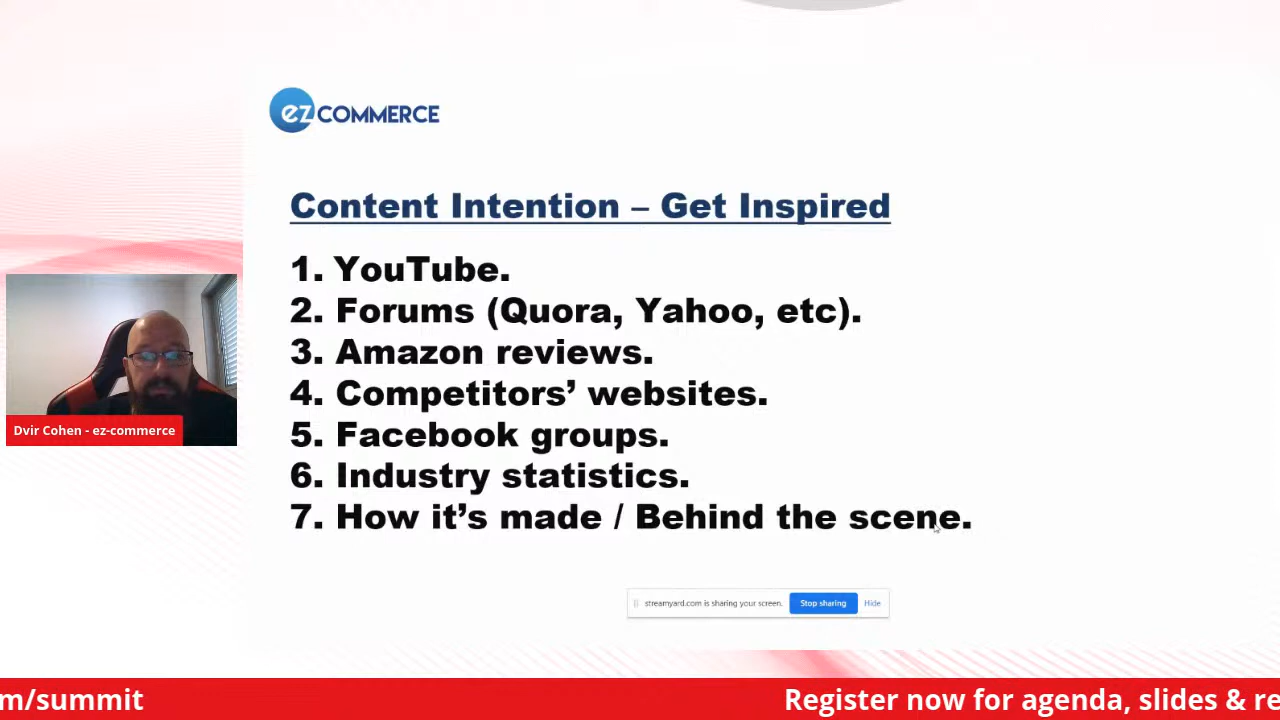 ez COMMERCE
Content Intention – Get Inspired
1. YouTube.
2. Forums (Quora, Yahoo, etc).
3. Amazon reviews.
4. Competitors’ websites.
5. Facebook groups.
6. Industry statistics.
7. How it’s made / Behind the scene.
Dvir Cohen - ez-commerce
streamyard.com is sharing your screen. Stop sharing Hide
m/summit Register now for agenda, slides & re